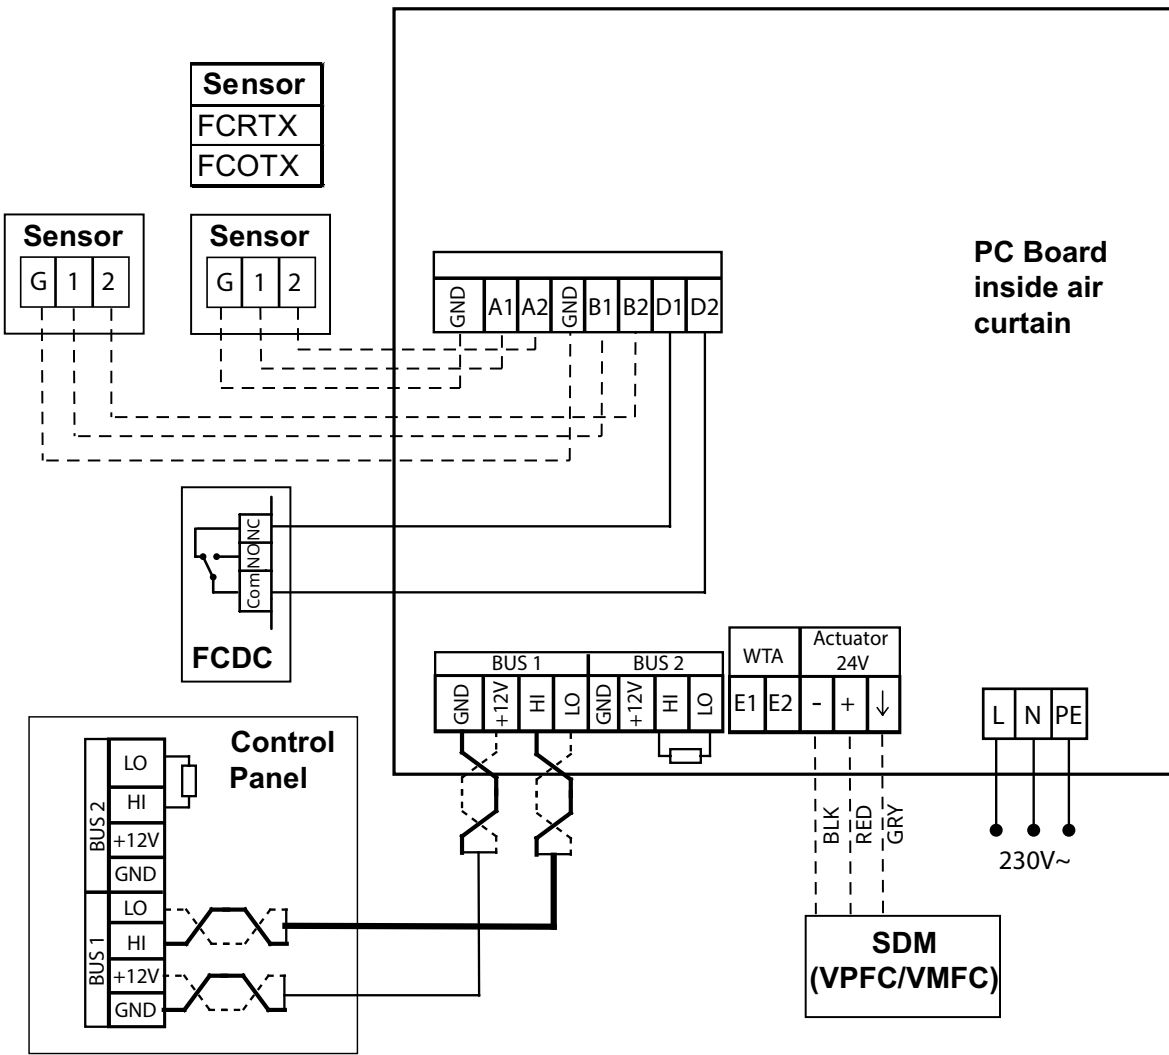 Sensor
FCRTX
FCOTX
Sensor
G 1 2
Sensor
G 1 2
GND A1 A2 GND B1 B2 D1 D2
PC Board
inside air
curtain
NC
NO
Com
FCDC
BUS 1 BUS 2
GND +12V HI LO GND +12V HI LO
WTA
E1 E2
Actuator
24V
- + ↓
L N PE
230V~
BLK
RED
GRY
SDM
(VPFC/VMFC)
Control
Panel
BUS 2
LO
HI
+12V
GND
BUS 1
LO
HI
+12V
GND